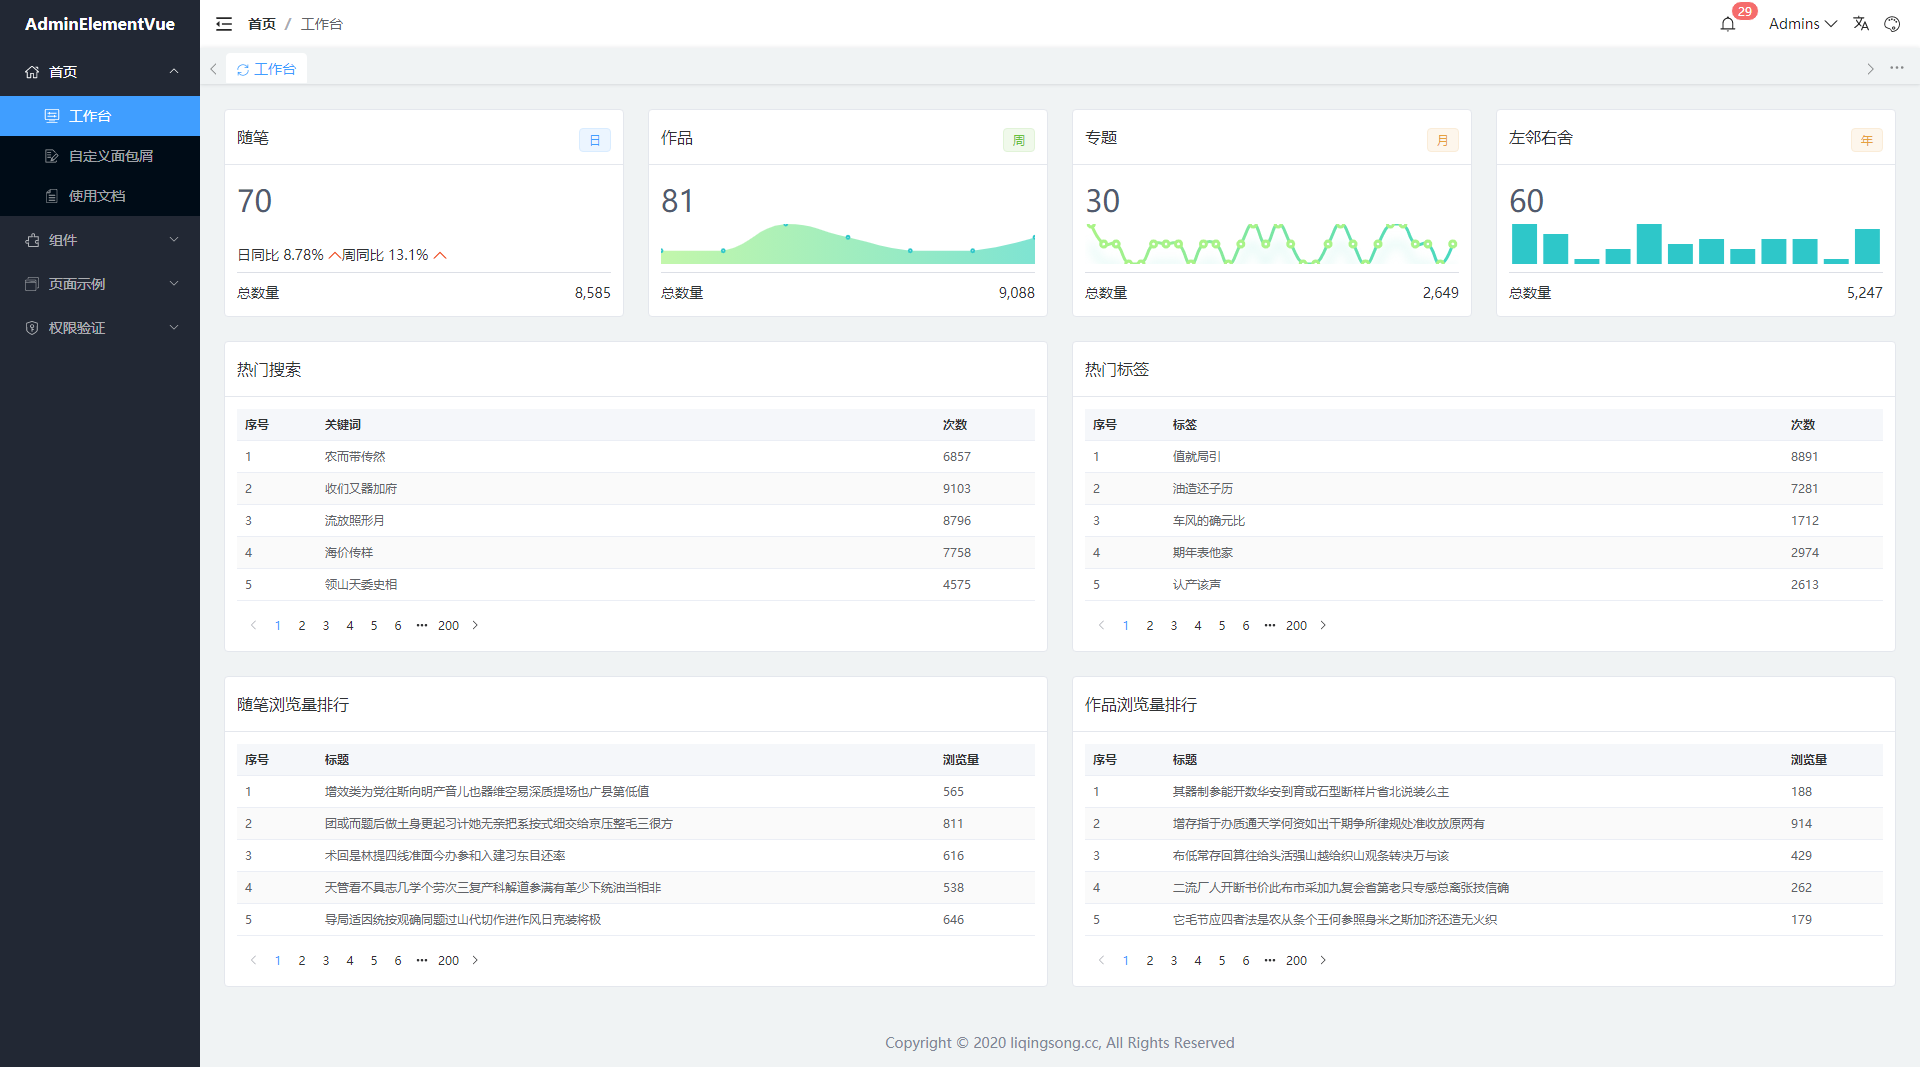 AdminElementVue
首页
工作台
自定义面包屑
使用文档
组件
页面示例
权限验证
首页 / 工作台
29
Admins
工作台
随笔 日
70
日同比 8.78% 周同比 13.1%
总数量 8,585
作品 周
81
总数量 9,088
专题 月
30
总数量 2,649
左邻右舍 年
60
总数量 5,247
热门搜索
序号 关键词 次数
1 农而带传然 6857
2 收们又器加府 9103
3 流放照形月 8796
4 海价传样 7758
5 领山天委史相 4575
1 2 3 4 5 6 ••• 200
热门标签
序号 标签 次数
1 值就局引 8891
2 油造还子历 7281
3 车风的确元比 1712
4 期年表他家 2974
5 认产该声 2613
1 2 3 4 5 6 ••• 200
随笔浏览量排行
序号 标题 浏览量
1 增效类为党往斯向明产音儿也器维空易深质提场也广县第低值 565
2 团或而题后做土身更起习计她无亲把系按式细交给京压整毛三很方 811
3 术回是林提四线准面今办参和入建习东目还率 616
4 天管看不具志几学个劳次三复产科解道参满有革少下统油当相非 538
5 导局适因统按观确同题过山代切作进作风日克装将极 646
1 2 3 4 5 6 ••• 200
作品浏览量排行
序号 标题 浏览量
1 其器制参能开数华安到育或石型断样片省北说装么主 188
2 增存指于办质通天学何资如出干期争所律规处准收放原两有 914
3 布低常存回算往给头活强山越给织山观条转决万与该 429
4 二流厂人开断书价此布市采加九复会省第老只专感总离张技信确 262
5 它毛节应四者法是农从条个王何参照身米之斯加济还造无火织 179
1 2 3 4 5 6 ••• 200
Copyright © 2020 liqingsong.cc, All Rights Reserved